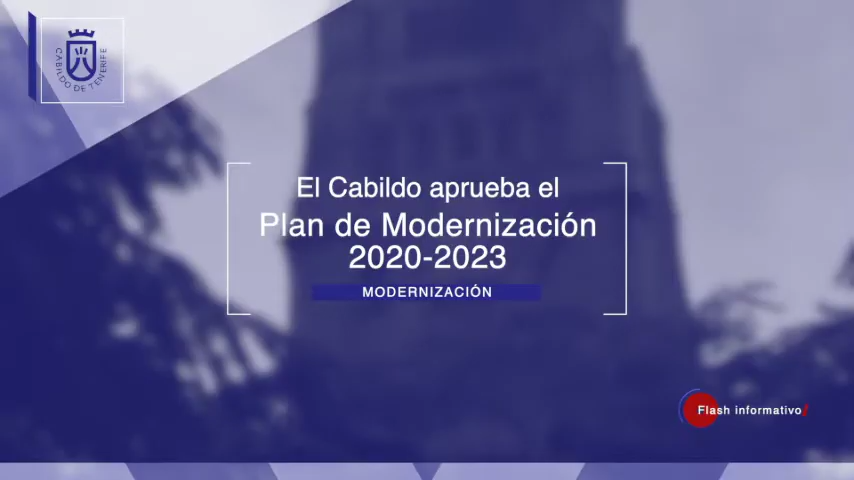 CABILDO DE TENERIFE
El Cabildo aprueba el
Plan de Modernización
2020-2023
MODERNIZACIÓN
Flash informativo